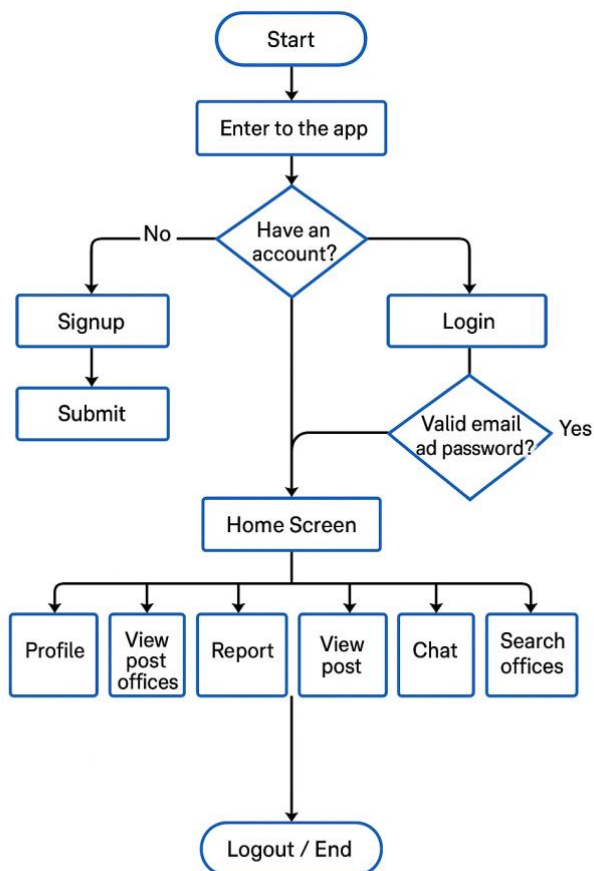 Start
Enter to the app
Have an
account?
No
Signup
Login
Submit
Valid email
ad password?
Yes
Home Screen
Profile
View
post
offices
Report
View
post
Chat
Search
offices
Logout / End